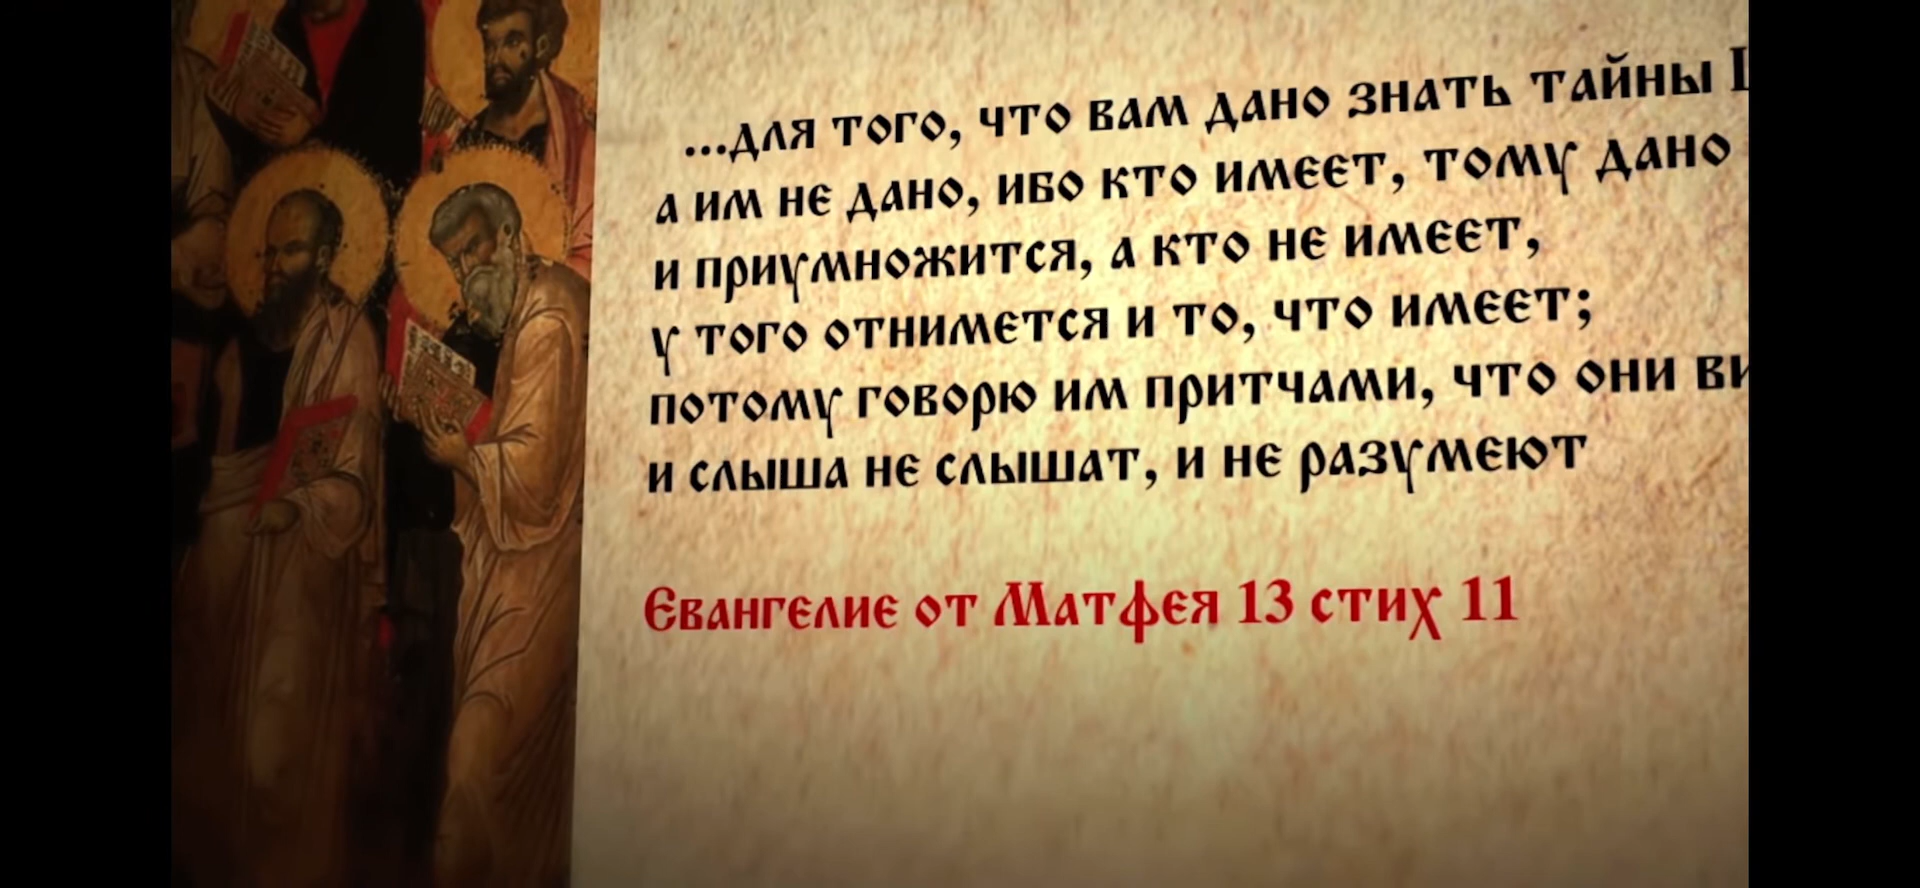 ...для того, что вам дано знать тайны
а им не дано, ибо кто имеет, тому дано
и приумножится, а кто не имеет,
у того отнимется и то, что имеет;
потому говорю им притчами, что они
и слыша не слышат, и не разумеют
Евангелие от Матфея 13 стих 11